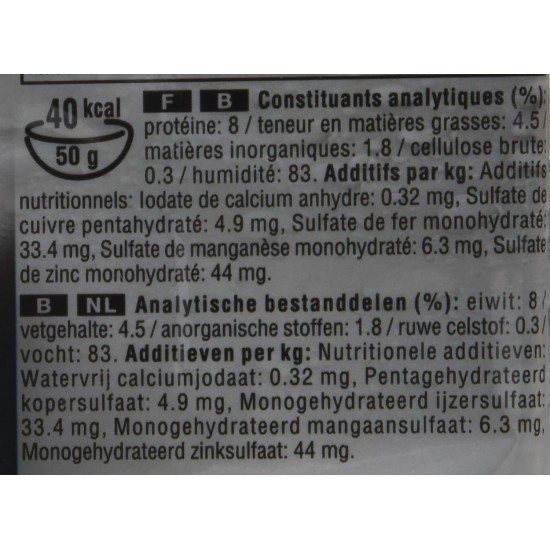 40 kcal
50 g
F B Constituants analytiques (%):
protéine: 8 / teneur en matières grasses: 4.5 /
matières inorganiques: 1.8 / cellulose brute:
0.3 / humidité: 83. Additifs par kg: Additifs
nutritionnels: Iodate de calcium anhydre: 0.32 mg, Sulfate de
cuivre pentahydraté: 4.9 mg, Sulfate de fer monohydraté:
33.4 mg, Sulfate de manganèse monohydraté: 6.3 mg, Sulfate
de zinc monohydraté: 44 mg.
B NL Analytische bestanddelen (%): eiwit: 8 /
vetgehalte: 4.5 / anorganische stoffen: 1.8 / ruwe celstof: 0.3 /
vocht: 83. Additieven per kg: Nutritionele additieven:
Watervrij calciumjodaat: 0.32 mg, Pentagehydrateerd
kopersulfaat: 4.9 mg, Monogehydrateerd ijzersulfaat:
33.4 mg, Monogehydrateerd mangaansulfaat: 6.3 mg,
Monogehydrateerd zinksulfaat: 44 mg.